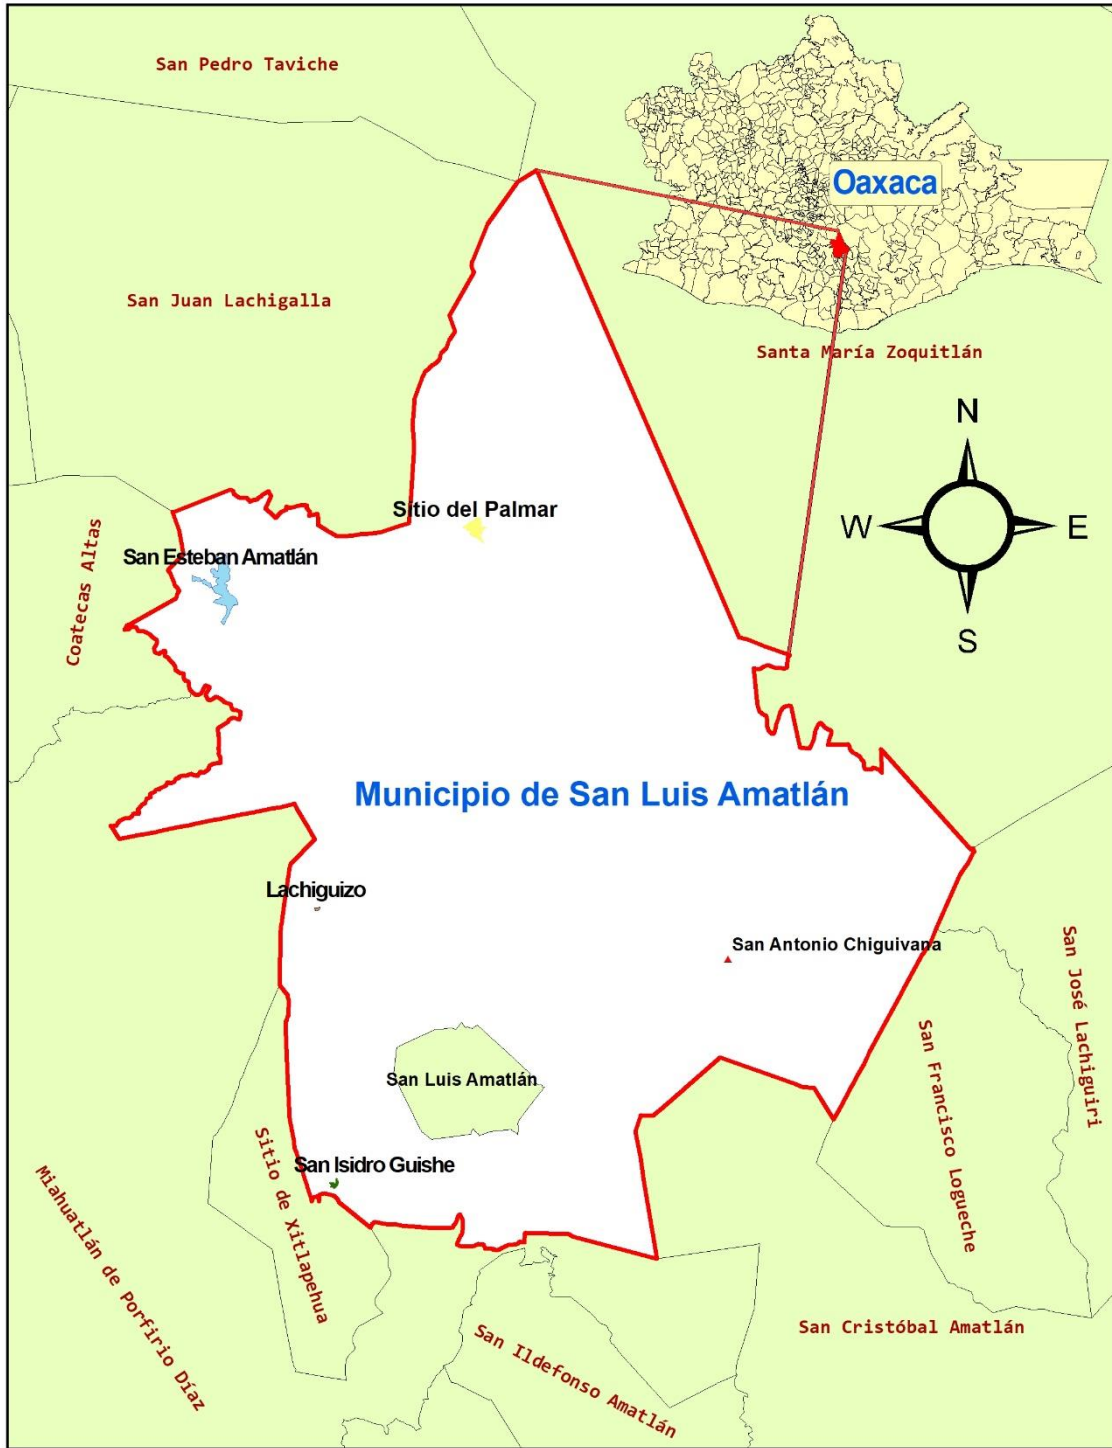 San Pedro Taviche
Oaxaca
San Juan Lachigalla
Santa María Zoquitlán
N
W
E
S
Sitio del Palmar
Coatecas Altas
San Esteban Amatlán
Municipio de San Luis Amatlán
Lachiguizo
San Antonio Chiguivana
San José Lachiguiri
San Francisco Logueche
San Luis Amatlán
San Isidro Guishe
Sitio de Xitlapehua
Miahuatlán de Porfirio Díaz
San Ildefonso Amatlán
San Cristóbal Amatlán